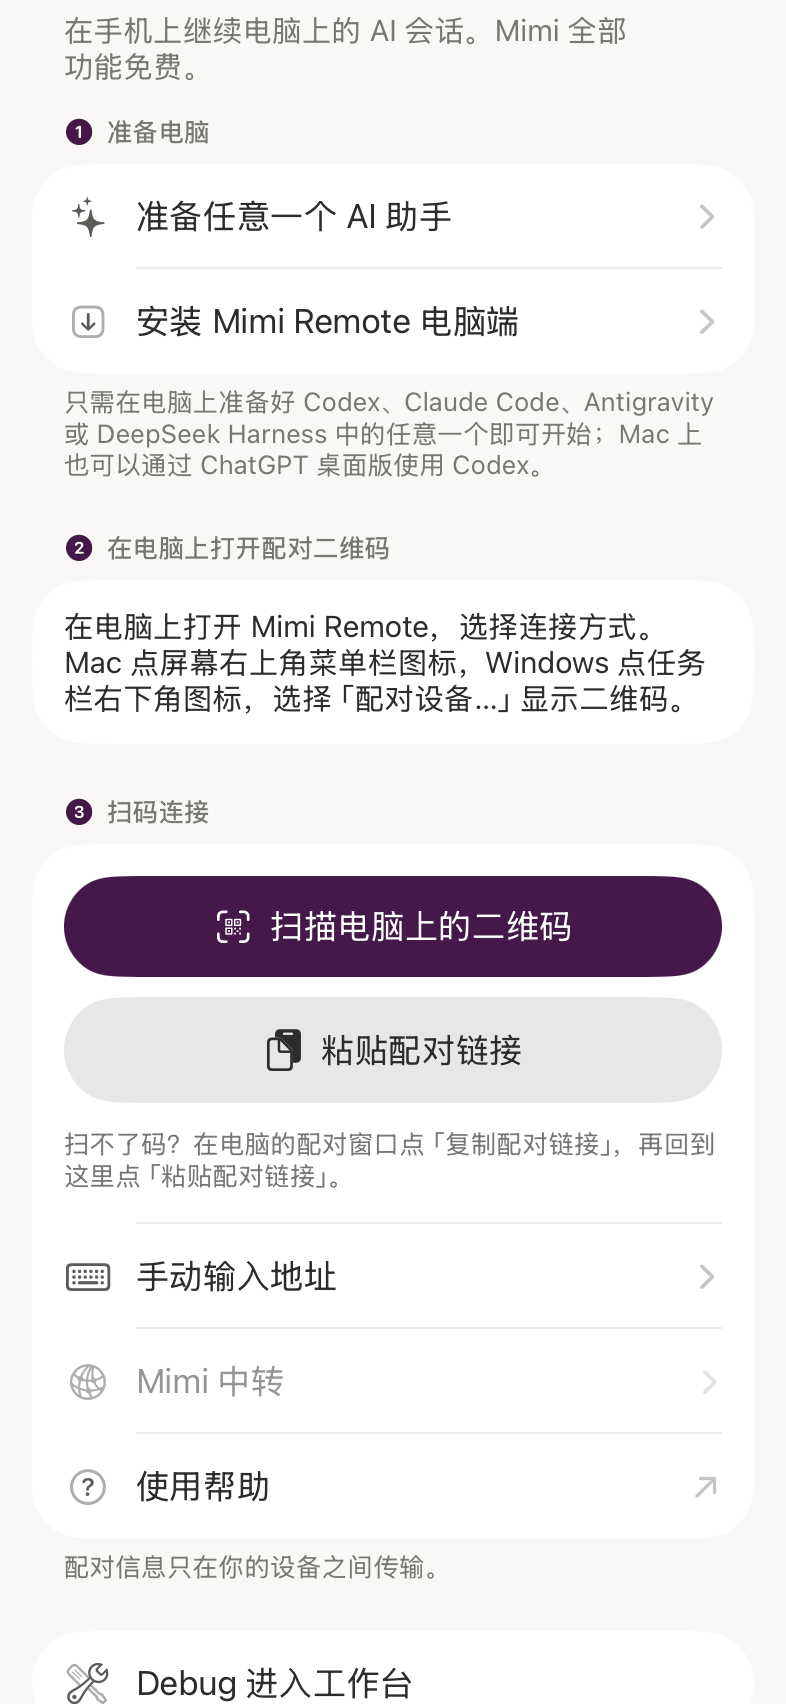 在手机上继续电脑上的 AI 会话。Mimi 全部
功能免费。
1 准备电脑
准备任意一个 AI 助手
安装 Mimi Remote 电脑端
只需在电脑上准备好 Codex、Claude Code、Antigravity
或 DeepSeek Harness 中的任意一个即可开始；Mac 上
也可以通过 ChatGPT 桌面版使用 Codex。
2 在电脑上打开配对二维码
在电脑上打开 Mimi Remote，选择连接方式。
Mac 点屏幕右上角菜单栏图标，Windows 点任务
栏右下角图标，选择「配对设备…」显示二维码。
3 扫码连接
扫描电脑上的二维码
粘贴配对链接
扫不了码？在电脑的配对窗口点「复制配对链接」，再回到
这里点「粘贴配对链接」。
手动输入地址
Mimi 中转
使用帮助
配对信息只在你的设备之间传输。
Debug 进入工作台